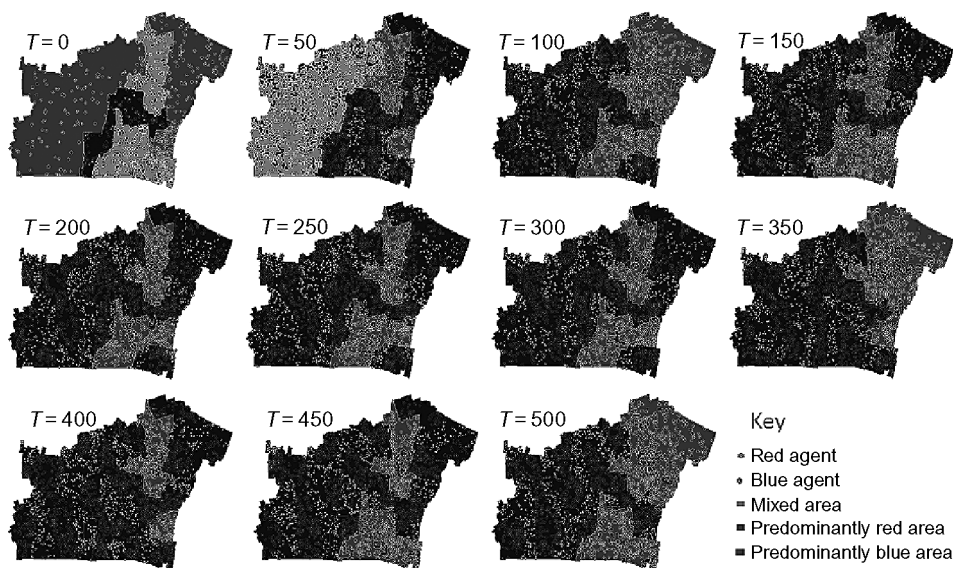 T = 0
T = 50
T = 100
T = 150
T = 200
T = 250
T = 300
T = 350
T = 400
T = 450
T = 500
Key
Red agent
Blue agent
Mixed area
Predominantly red area
Predominantly blue area